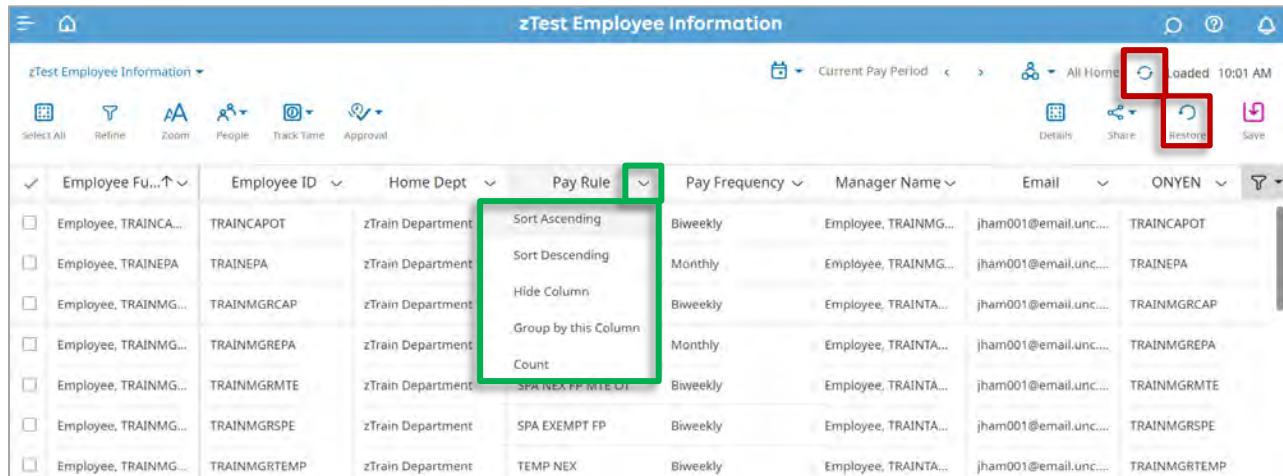 zTest Employee Information
zTest Employee Information
Current Pay Period
All Home
Loaded 10:01 AM
Select All
Refine
Zoom
People
Track Time
Approval
Details
Share
Restore
Save
Employee Fu... Employee ID Home Dept Pay Rule Pay Frequency Manager Name Email ONYEN
Employee, TRAINCA... TRAINCAPOT zTrain Department Biweekly Employee, TRAINMG... jham001@email.unc.... TRAINCAPOT
Employee, TRAINEPA TRAINEPA zTrain Department Monthly Employee, TRAINMG... jham001@email.unc.... TRAINEPA
Employee, TRAINMG... TRAINMGRCAP zTrain Department Biweekly Employee, TRAINTA... jham001@email.unc.... TRAINMGRCAP
Employee, TRAINMG... TRAINMGREPA zTrain Department Monthly Employee, TRAINTA... jham001@email.unc.... TRAINMGREPA
Employee, TRAINMG... TRAINMGRMTE zTrain Department SPA NEX FP MTE OT Biweekly Employee, TRAINTA... jham001@email.unc.... TRAINMGRMTE
Employee, TRAINMG... TRAINMGRSPE zTrain Department SPA EXEMPT FP Biweekly Employee, TRAINTA... jham001@email.unc.... TRAINMGRSPE
Employee, TRAINMG... TRAINMGRTEMP zTrain Department TEMP NEX Biweekly Employee, TRAINTA... jham001@email.unc.... TRAINMGRTEMP
Sort Ascending
Sort Descending
Hide Column
Group by this Column
Count